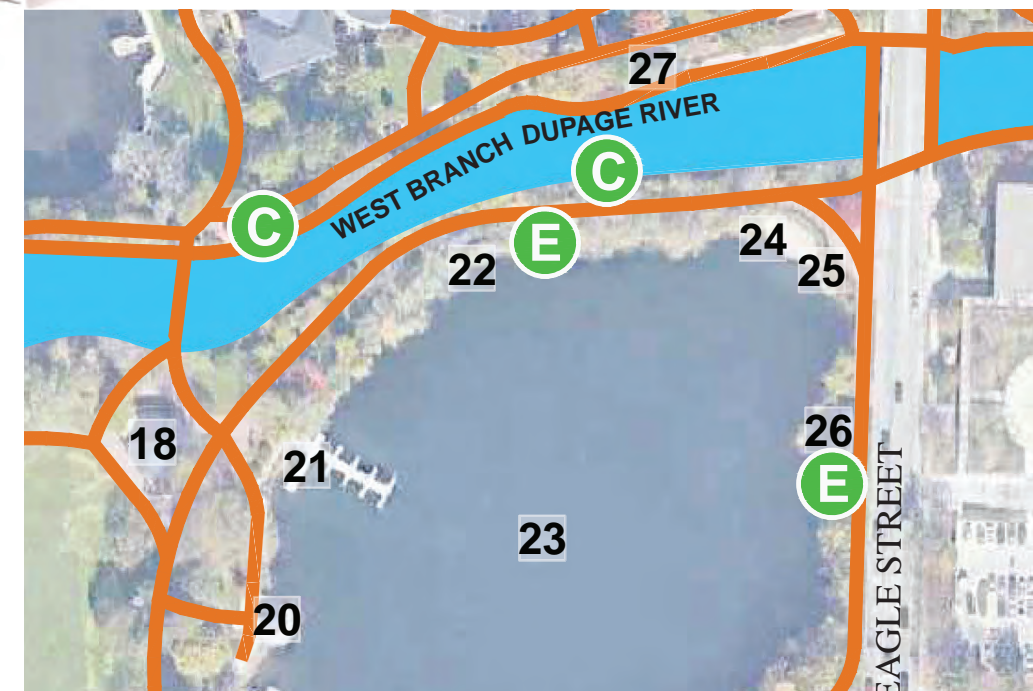 27
WEST BRANCH DUPAGE RIVER
C
C
E
24
22
25
18
26
21
E
23
20
EAGLE STREET